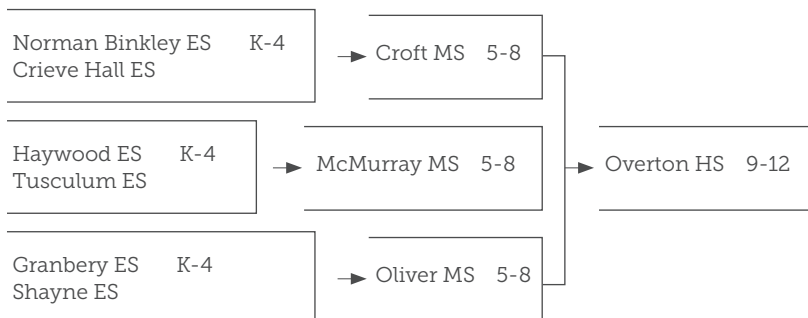 Norman Binkley ES K-4
Crieve Hall ES
Croft MS 5-8
Haywood ES K-4
Tusculum ES
McMurray MS 5-8
Overton HS 9-12
Granbery ES K-4
Shayne ES
Oliver MS 5-8